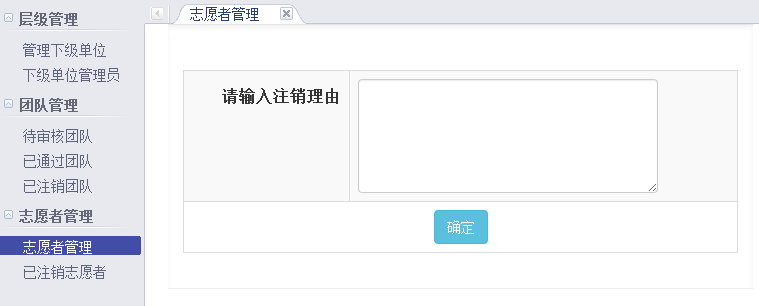 层级管理
管理下级单位
下级单位管理员
团队管理
待审核团队
已通过团队
已注销团队
志愿者管理
志愿者管理
已注销志愿者
志愿者管理
请输入注销理由
确定